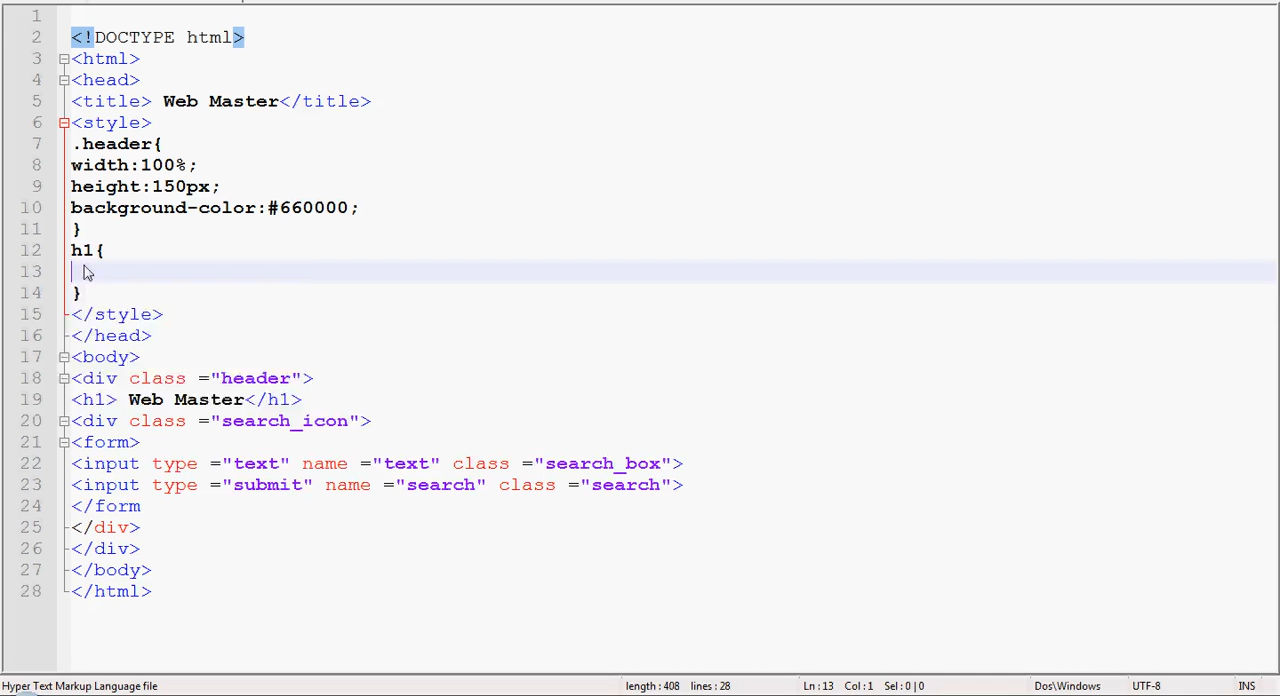 1
2 <!DOCTYPE html>
3 <html>
4 <head>
5 <title> Web Master</title>
6 <style>
7 .header{
8 width:100%;
9 height:150px;
10 background-color:#660000;
11 }
12 h1{
13
14 }
15 </style>
16 </head>
17 <body>
18 <div class ="header">
19 <h1> Web Master</h1>
20 <div class ="search_icon">
21 <form>
22 <input type ="text" name ="text" class ="search_box">
23 <input type ="submit" name ="search" class ="search">
24 </form
25 </div>
26 </div>
27 </body>
28 </html>
Hyper Text Markup Language file length : 408 lines : 28 Ln : 13 Col : 1 Sel : 0 | 0 Dos\Windows UTF-8 INS